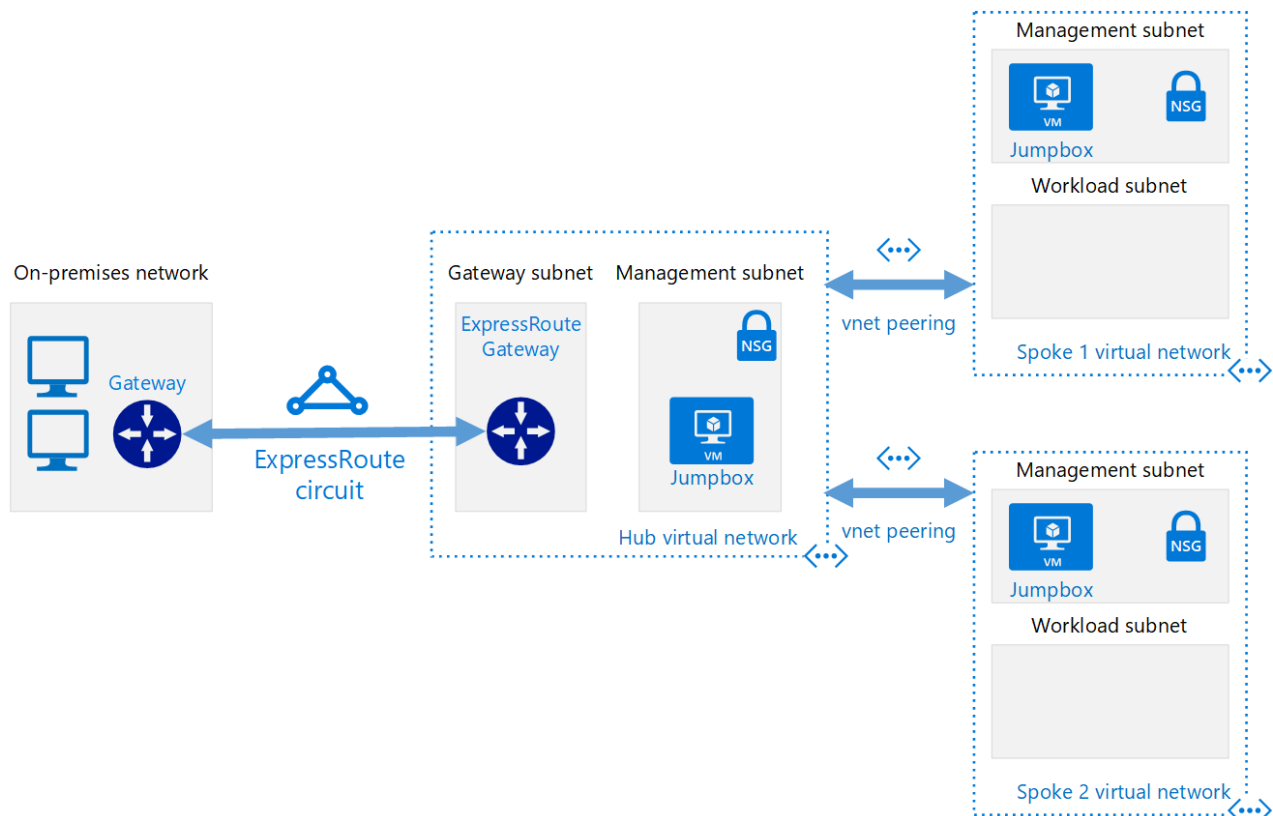 On-premises network
Gateway
ExpressRoute
circuit
Gateway subnet
ExpressRoute
Gateway
Management subnet
NSG
VM
Jumpbox
Hub virtual network
vnet peering
vnet peering
Management subnet
VM
NSG
Jumpbox
Workload subnet
Spoke 1 virtual network
Management subnet
VM
NSG
Jumpbox
Workload subnet
Spoke 2 virtual network